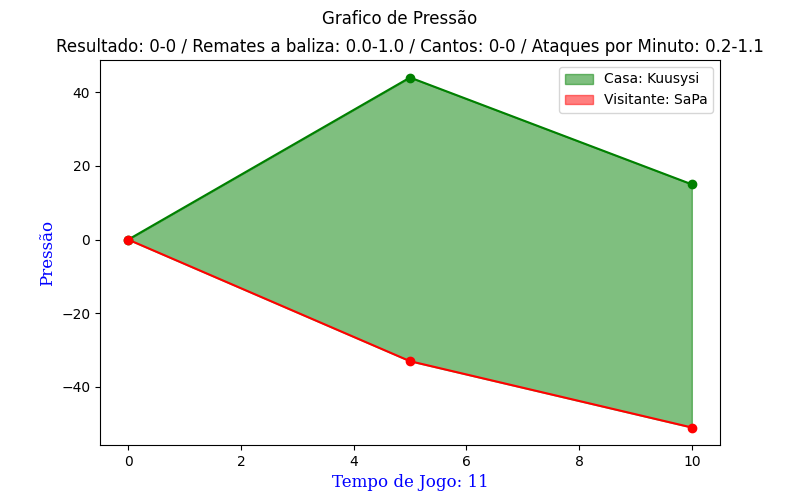 Grafico de Pressão
Resultado: 0-0 / Remates a baliza: 0.0-1.0 / Cantos: 0-0 / Ataques por Minuto: 0.2-1.1
Casa: Kuusysi
Visitante: SaPa
Pressão
40
20
0
−20
−40
0 2 4 6 8 10
Tempo de Jogo: 11